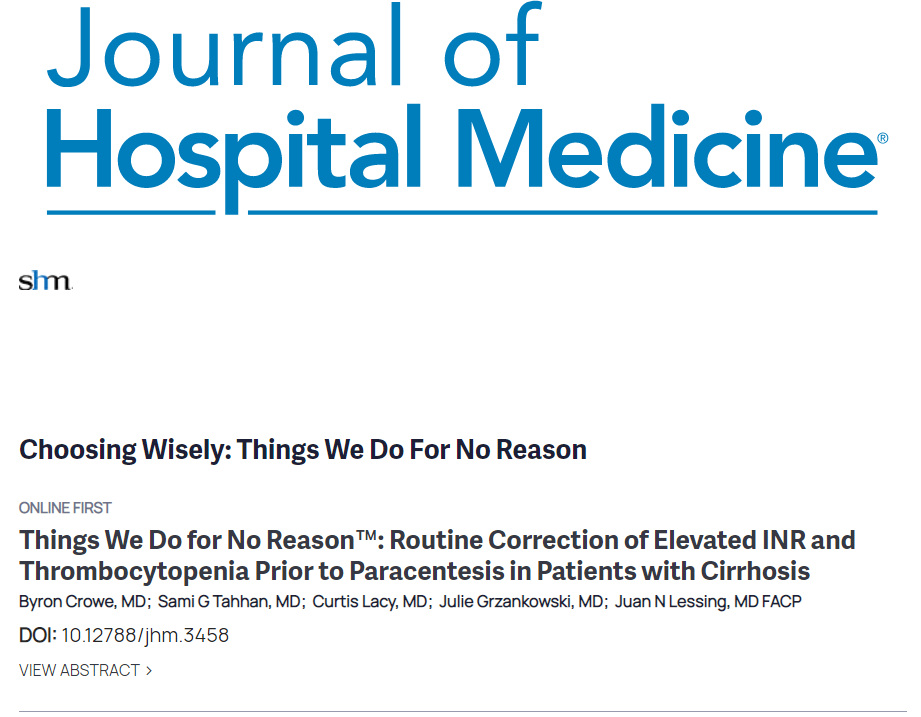 Journal of
Hospital Medicine®
shm.
Choosing Wisely: Things We Do For No Reason
ONLINE FIRST
Things We Do for No Reason™: Routine Correction of Elevated INR and
Thrombocytopenia Prior to Paracentesis in Patients with Cirrhosis
Byron Crowe, MD; Sami G Tahhan, MD; Curtis Lacy, MD; Julie Grzankowski, MD; Juan N Lessing, MD FACP
DOI: 10.12788/jhm.3458
VIEW ABSTRACT >